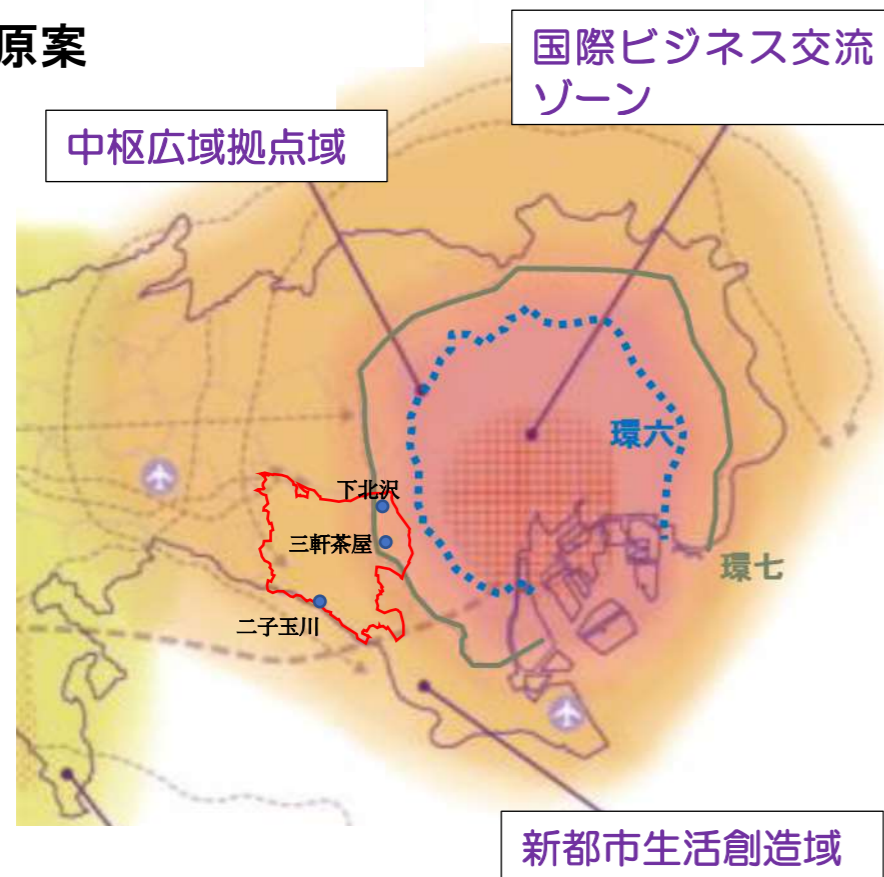 原案
国際ビジネス交流
ゾーン
中枢広域拠点域
環六
下北沢
三軒茶屋
環七
二子玉川
新都市生活創造域